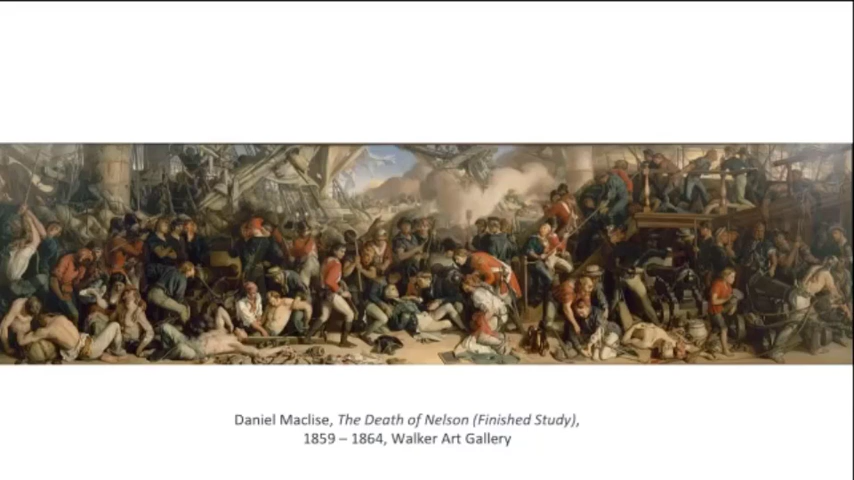 Daniel Maclise, The Death of Nelson (Finished Study),
1859 – 1864, Walker Art Gallery